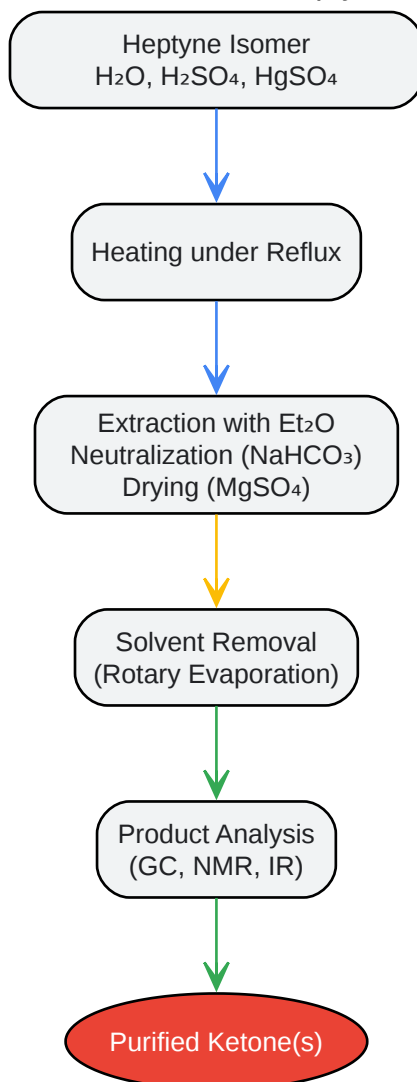 Heptyne Isomer
H₂O, H₂SO₄, HgSO₄
Heating under Reflux
Extraction with Et₂O
Neutralization (NaHCO₃)
Drying (MgSO₄)
Solvent Removal
(Rotary Evaporation)
Product Analysis
(GC, NMR, IR)
Purified Ketone(s)